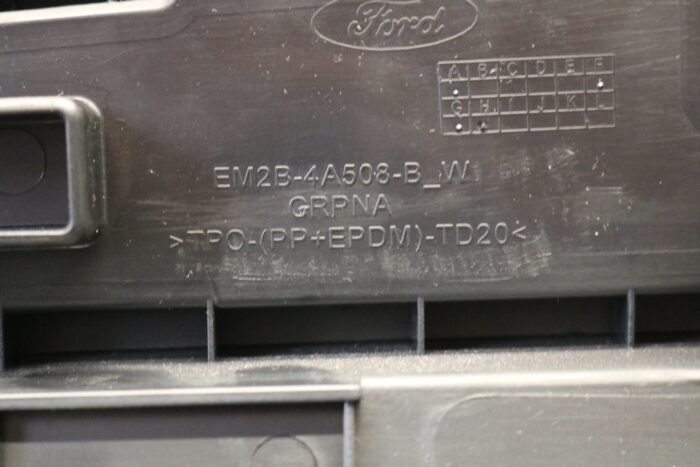 Ford
A B C D E F
G H I J K L
EM2B-4A508-B_W
GRPNA
>TPO-(PP+EPDM)-TD20<